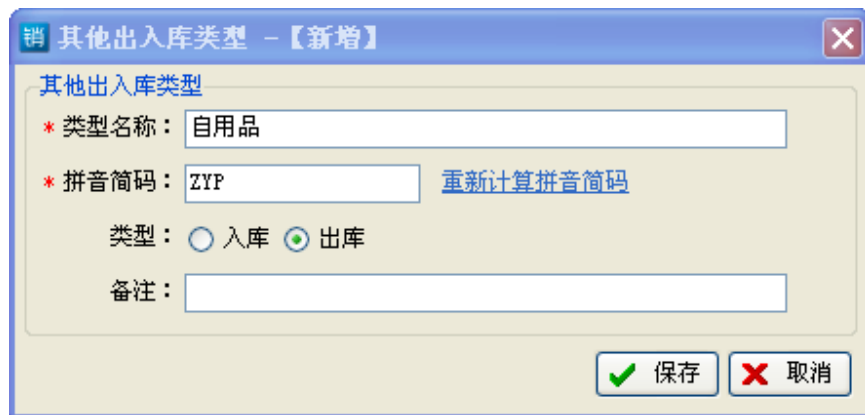 销 其他出入库类型 -【新增】
其他出入库类型
* 类型名称： 自用品
* 拼音简码： ZYP 重新计算拼音简码
类型： 入库 出库
备注：
保存 取消